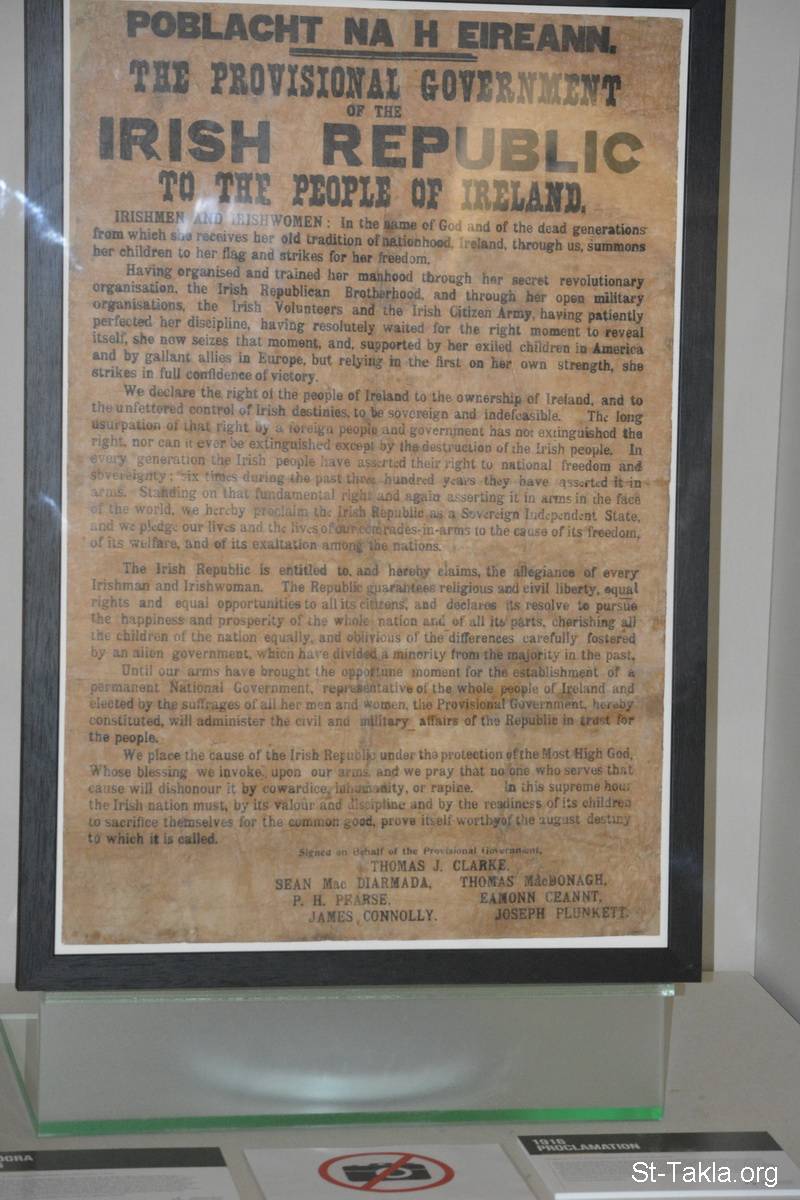 POBLACHT NA H EIREANN.
THE PROVISIONAL GOVERNMENT
OF THE
IRISH REPUBLIC
TO THE PEOPLE OF IRELAND.
IRISHMEN AND IRISHWOMEN : In the name of God and of the dead generations
from which she receives her old tradition of nationhood, Ireland, through us, summons
her children to her flag and strikes for her freedom.
Having organised and trained her manhood through her secret revolutionary
organisation, the Irish Republican Brotherhood, and through her open military
organisations, the Irish Volunteers and the Irish Citizen Army, having patiently
perfected her discipline, having resolutely waited for the right moment to reveal
itself, she now seizes that moment, and, supported by her exiled children in America
and by gallant allies in Europe, but relying in the first on her own strength, she
strikes in full confidence of victory.
We declare the right of the people of Ireland to the ownership of Ireland, and to
the unfettered control of Irish destinies, to be sovereign and indefeasible. The long
usurpation of that right by a foreign people and government has not extinguished the
right, nor can it ever be extinguished except by the destruction of the Irish people. In
every generation the Irish people have asserted their right to national freedom and
sovereignty ; six times during the past three hundred years they have asserted it in
arms. Standing on that fundamental right and again asserting it in arms in the face
of the world, we hereby proclaim the Irish Republic as a Sovereign Independent State,
and we pledge our lives and the lives of our comrades-in-arms to the cause of its freedom,
of its welfare, and of its exaltation among the nations.
The Irish Republic is entitled to, and hereby claims, the allegiance of every
Irishman and Irishwoman. The Republic guarantees religious and civil liberty, equal
rights and equal opportunities to all its citizens, and declares its resolve to pursue
the happiness and prosperity of the whole nation and of all its parts, cherishing all
the children of the nation equally, and oblivious of the differences carefully fostered
by an alien government, which have divided a minority from the majority in the past.
Until our arms have brought the opportune moment for the establishment of a
permanent National Government, representative of the whole people of Ireland and
elected by the suffrages of all her men and women, the Provisional Government, hereby
constituted, will administer the civil and military affairs of the Republic in trust for
the people.
We place the cause of the Irish Republic under the protection of the Most High God,
Whose blessing we invoke upon our arms, and we pray that no one who serves that
cause will dishonour it by cowardice, inhumanity, or rapine. In this supreme hour
the Irish nation must, by its valour and discipline and by the readiness of its children
to sacrifice themselves for the common good, prove itself worthy of the august destiny
to which it is called.
Signed on Behalf of the Provisional Government,
THOMAS J. CLARKE,
SEAN Mac DIARMADA, THOMAS MacDONAGH,
P. H. PEARSE, EAMONN CEANNT,
JAMES CONNOLLY. JOSEPH PLUNKETT.
1916
PROCLAMATION
St-Takla.org